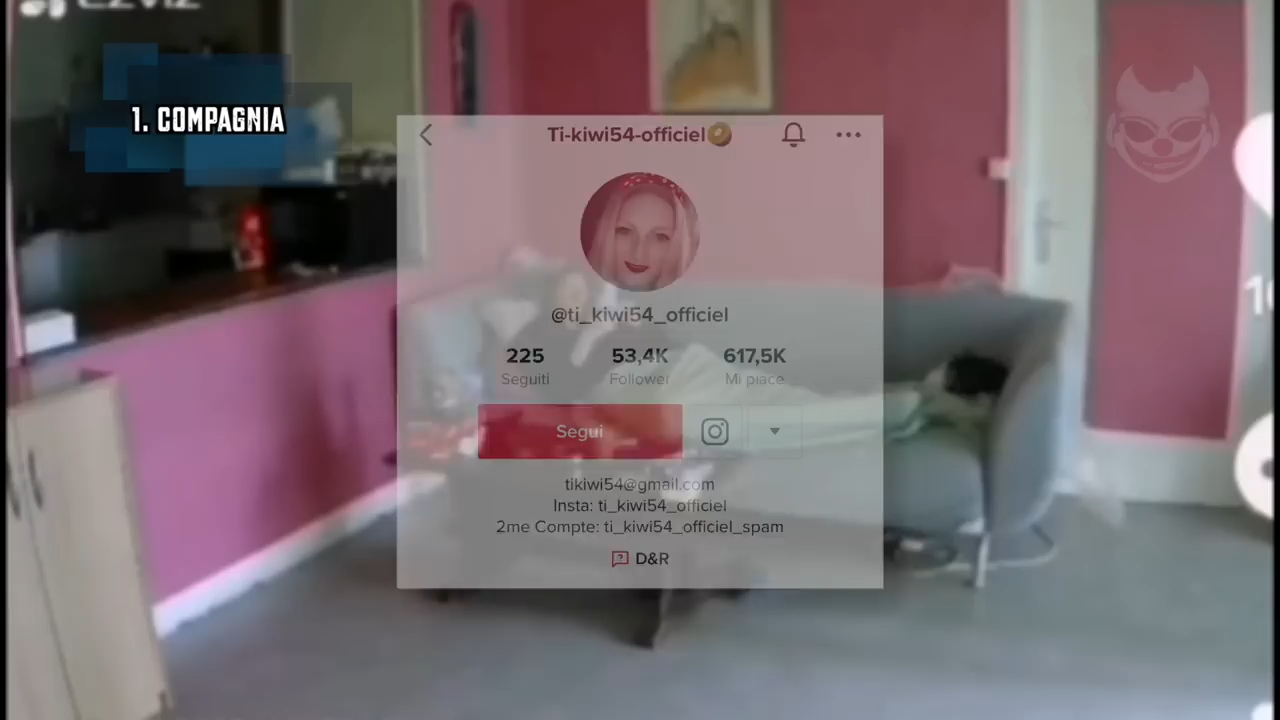 EZVIZ
1. COMPAGNIA
Ti-kiwi54-officiel
@ti_kiwi54_officiel
225
53,4K
617,5K
Seguiti
Follower
Mi piace
Segui
tikiwi54@gmail.com
Insta: ti_kiwi54_officiel
2me Compte: ti_kiwi54_officiel_spam
D&R